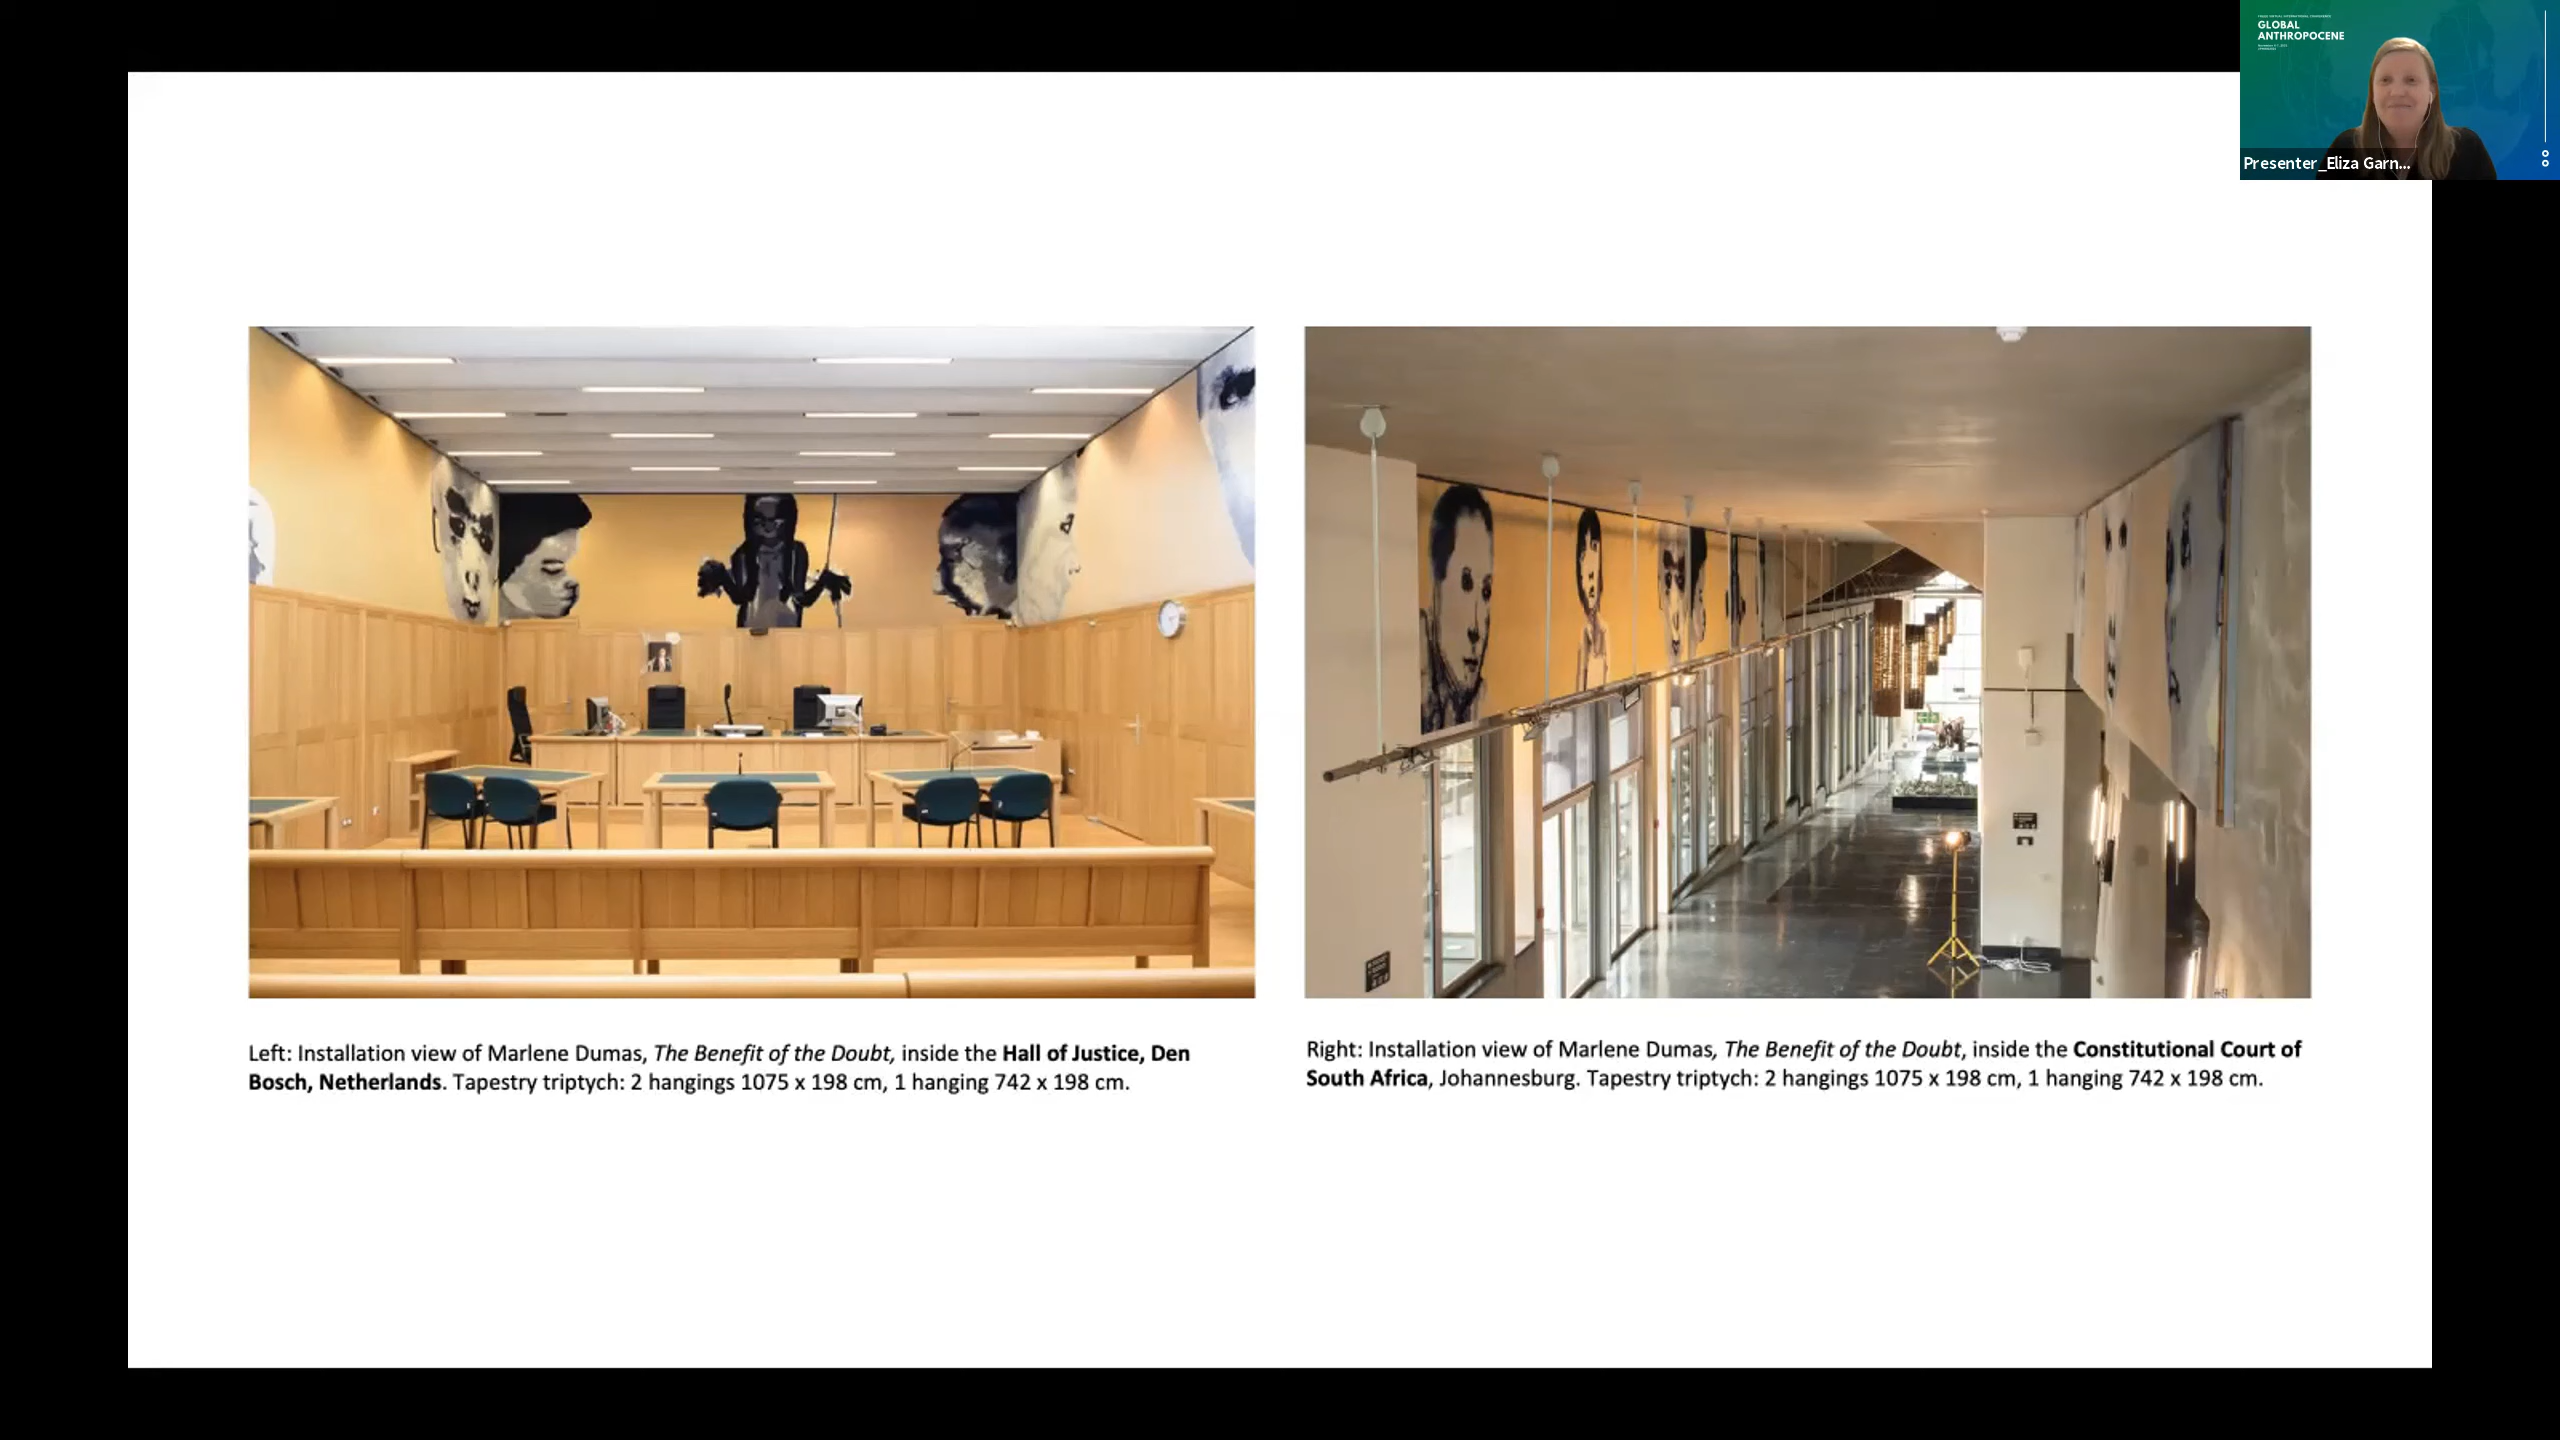 GLOBAL
ANTHROPOCENE
Presenter_Eliza Garn...
Left: Installation view of Marlene Dumas, The Benefit of the Doubt, inside the Hall of Justice, Den
Bosch, Netherlands. Tapestry triptych: 2 hangings 1075 x 198 cm, 1 hanging 742 x 198 cm.
Right: Installation view of Marlene Dumas, The Benefit of the Doubt, inside the Constitutional Court of
South Africa, Johannesburg. Tapestry triptych: 2 hangings 1075 x 198 cm, 1 hanging 742 x 198 cm.